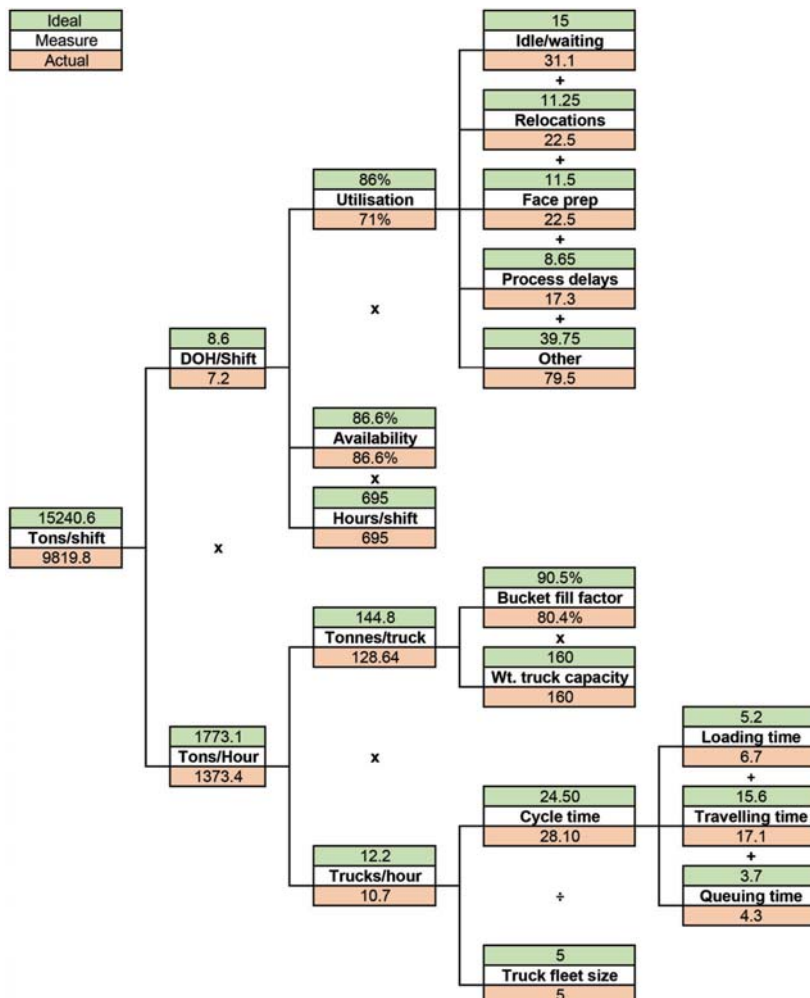 Ideal
Measure
Actual
15
Idle/waiting
31.1
+
11.25
Relocations
22.5
+
86%
Utilisation
71%
11.5
Face prep
22.5
+
8.65
Process delays
17.3
x
+
8.6
DOH/Shift
7.2
39.75
Other
79.5
86.6%
Availability
86.6%
x
695
Hours/shift
695
15240.6
Tons/shift
9819.8
x
90.5%
Bucket fill factor
80.4%
144.8
Tonnes/truck
128.64
x
160
Wt. truck capacity
160
1773.1
Tons/Hour
1373.4
x
5.2
Loading time
6.7
+
24.50
Cycle time
28.10
15.6
Travelling time
17.1
+
12.2
Trucks/hour
10.7
÷
3.7
Queuing time
4.3
5
Truck fleet size
5